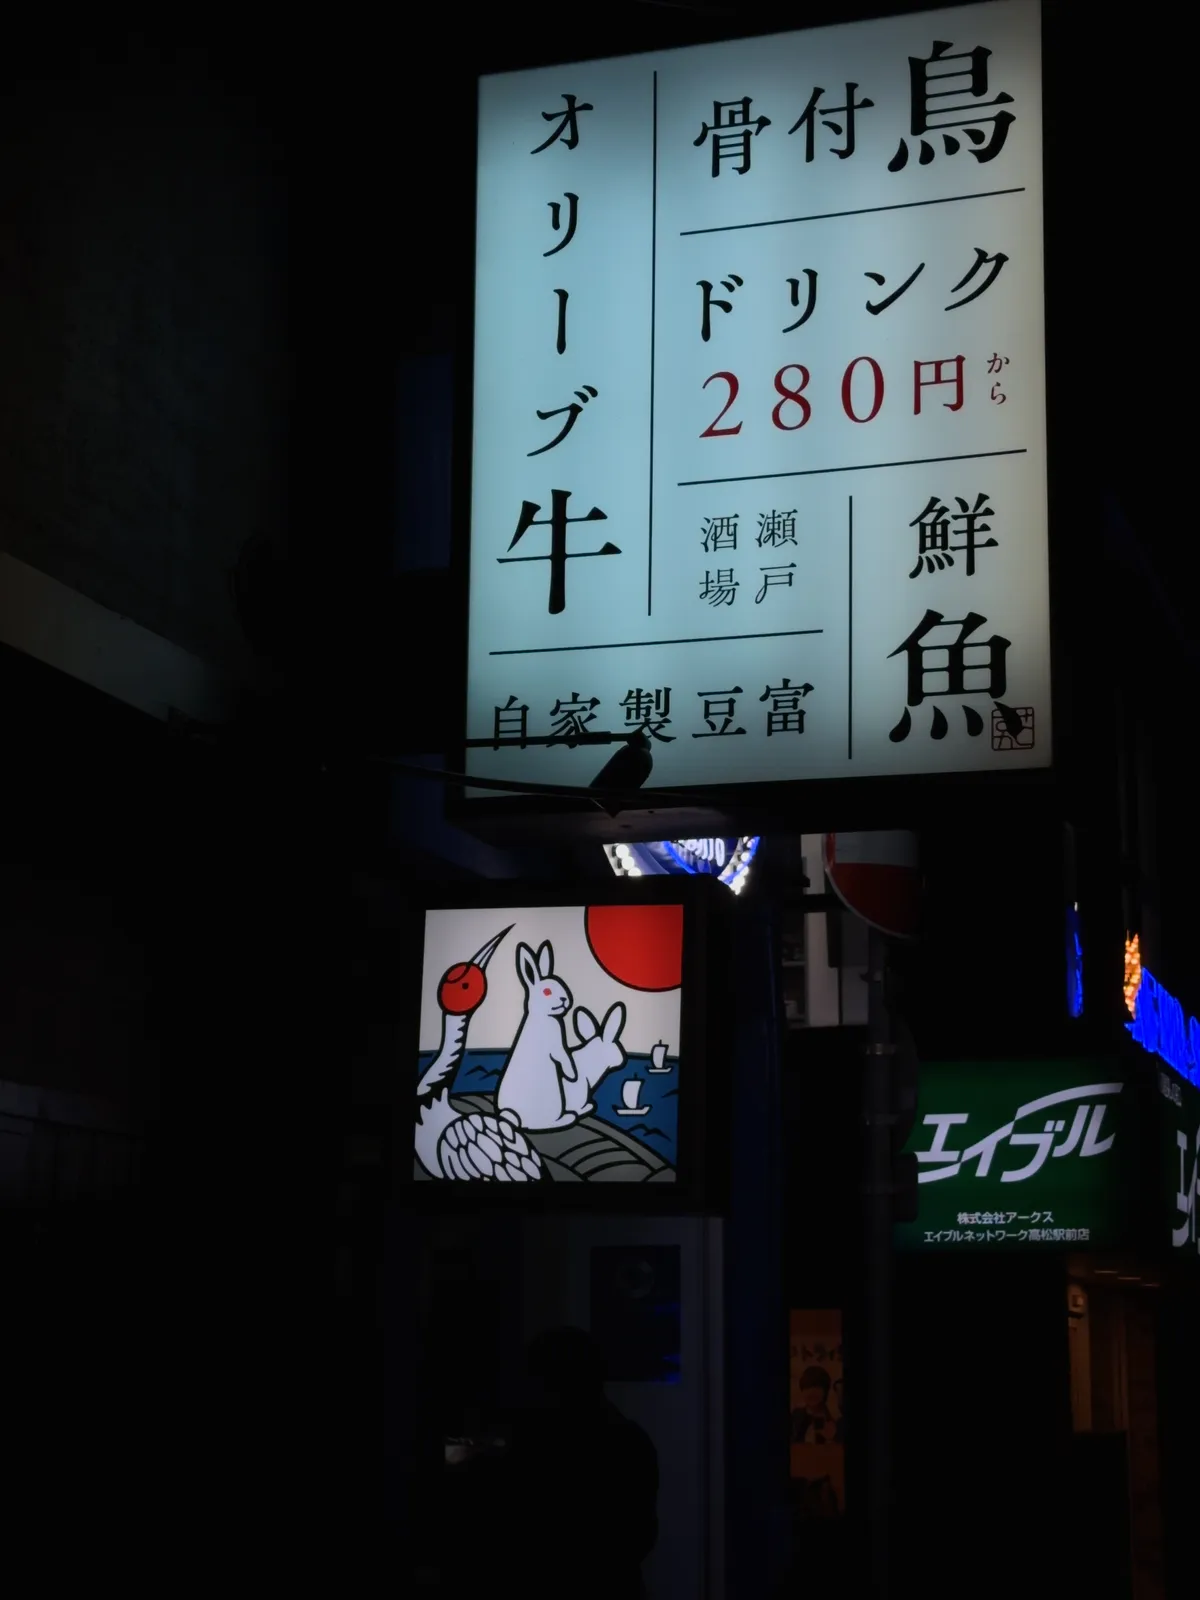 骨付鳥
オリーブ牛
ドリンク
280円から
瀬戸
酒場
鮮魚
自家製豆富
エイブル
株式会社アークス
エイブルネットワーク高松駅前店